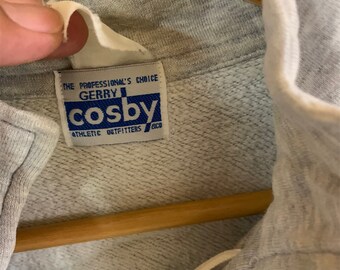 THE PROFESSIONAL'S CHOICE
GERRY
cosby
ATHLETIC OUTFITTERS